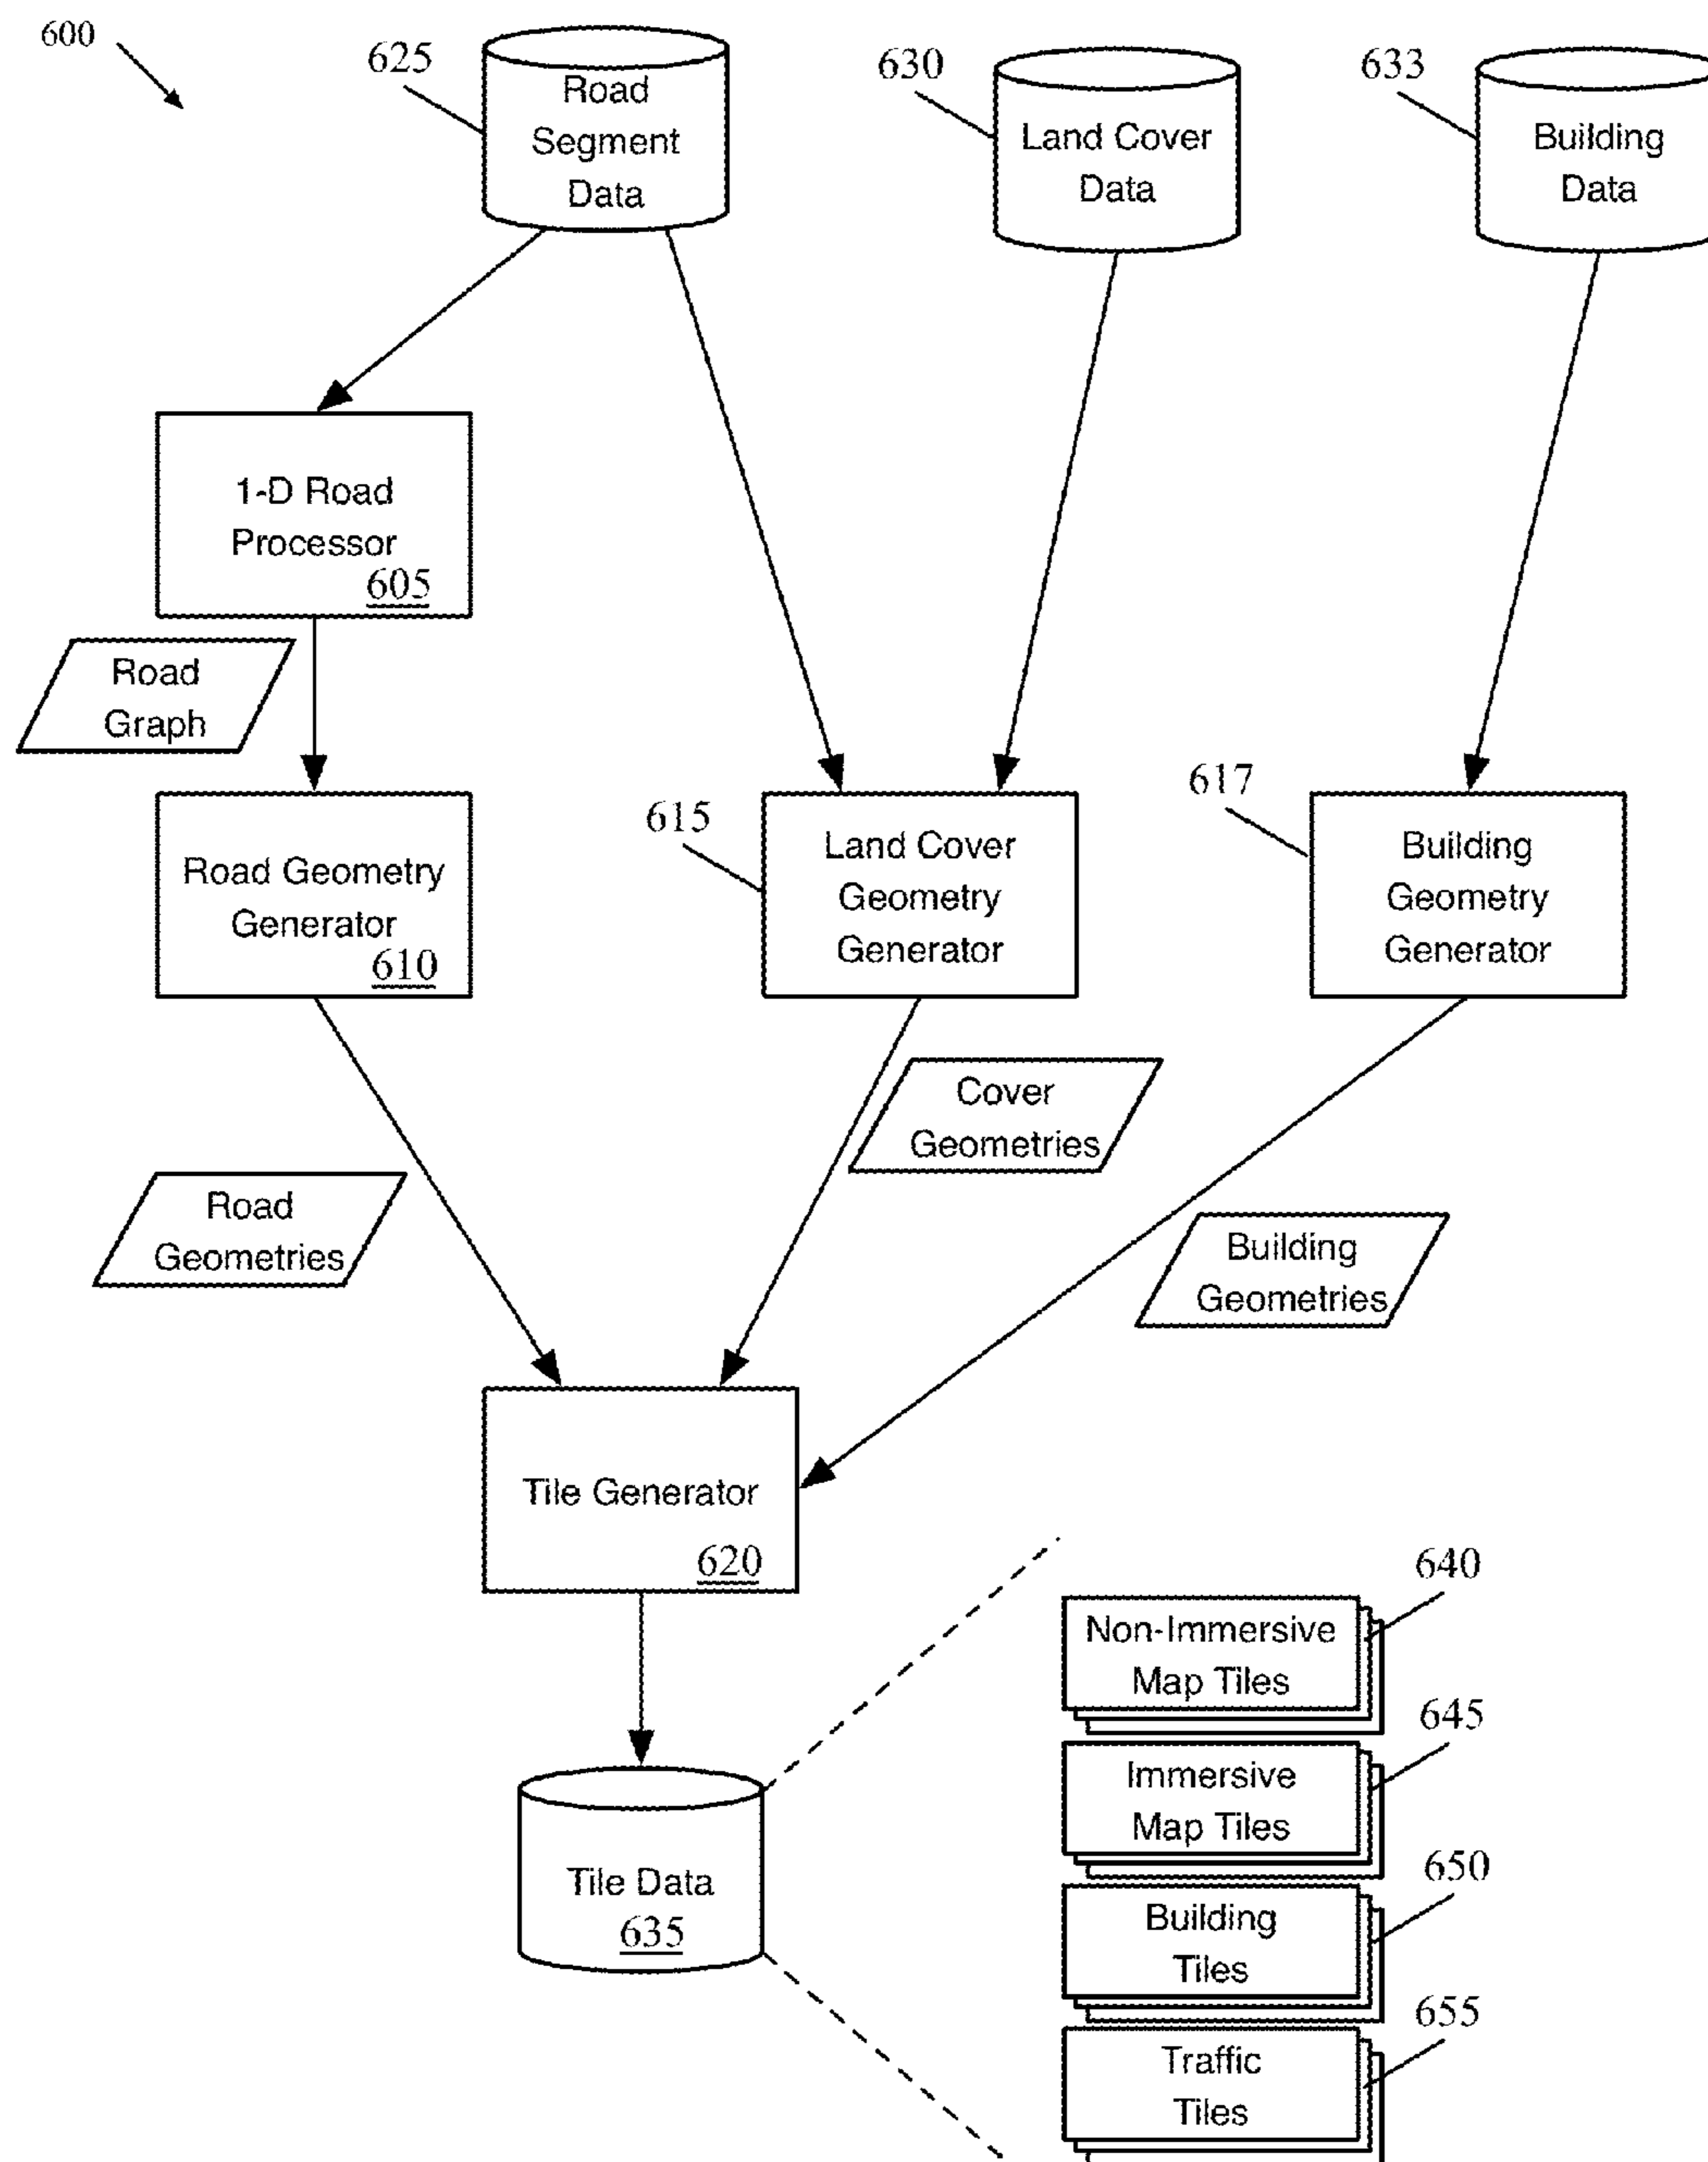 600
625
Road
Segment
Data
630
Land Cover
Data
633
Building
Data
1-D Road
Processor
605
Road
Graph
Road Geometry
Generator
610
615
Land Cover
Geometry
Generator
617
Building
Geometry
Generator
Cover
Geometries
Road
Geometries
Building
Geometries
Tile Generator
620
Tile Data
635
640
Non-Immersive
Map Tiles
645
Immersive
Map Tiles
650
Building
Tiles
655
Traffic
Tiles